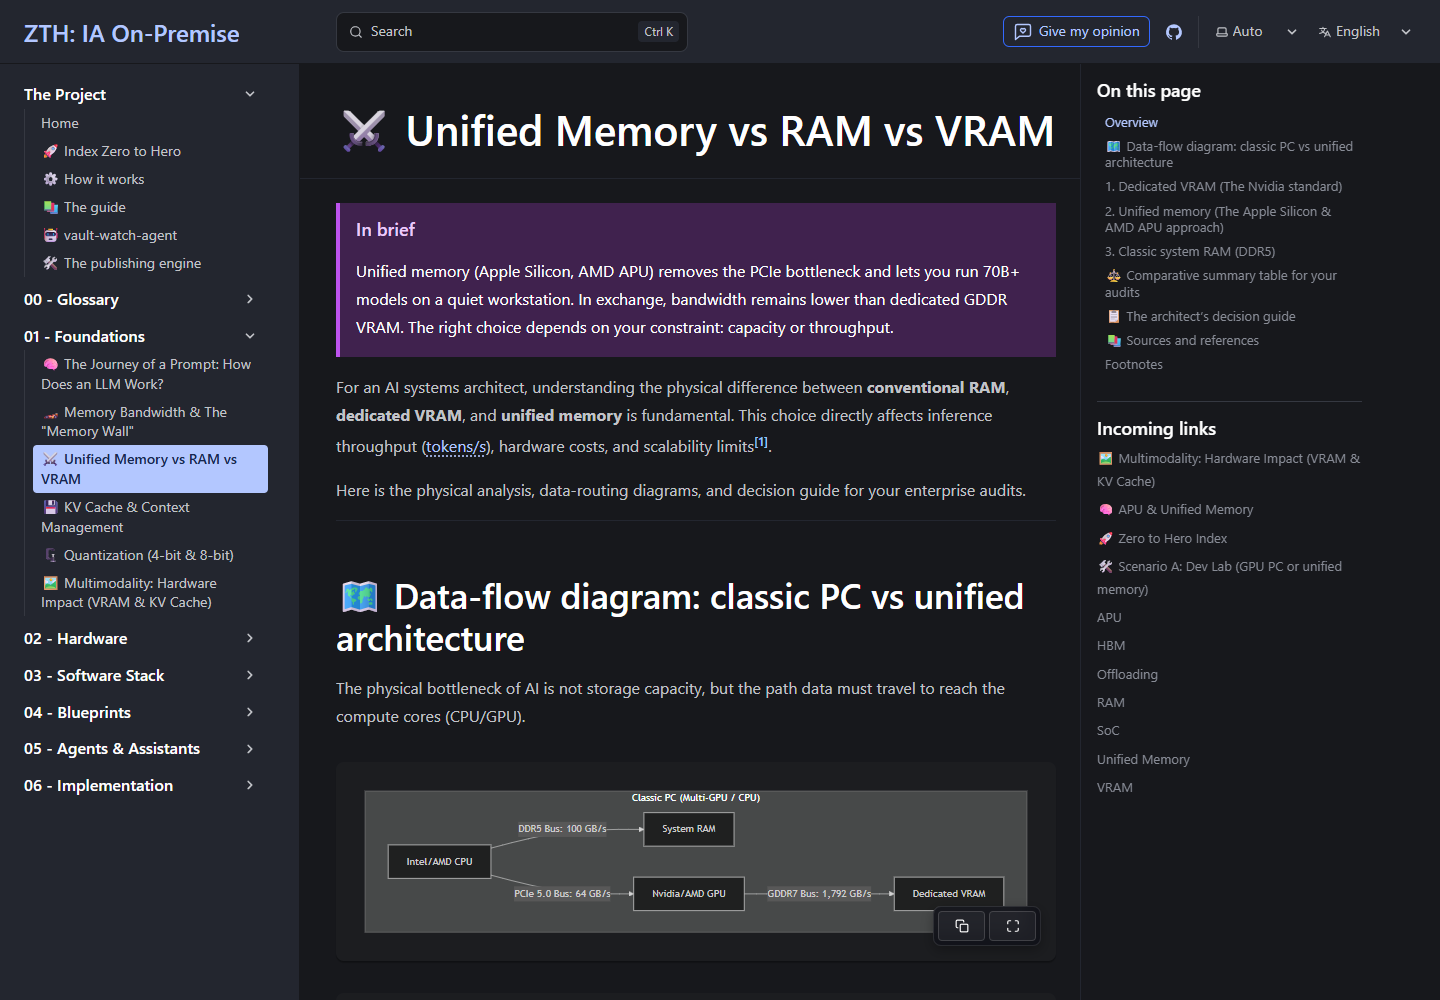 ZTH: IA On-Premise
Search
Ctrl K
Give my opinion
Auto
English
The Project
Home
Index Zero to Hero
How it works
The guide
vault-watch-agent
The publishing engine
00 - Glossary
01 - Foundations
The Journey of a Prompt: How
Does an LLM Work?
Memory Bandwidth & The
"Memory Wall"
Unified Memory vs RAM vs
VRAM
KV Cache & Context
Management
Quantization (4-bit & 8-bit)
Multimodality: Hardware
Impact (VRAM & KV Cache)
02 - Hardware
03 - Software Stack
04 - Blueprints
05 - Agents & Assistants
06 - Implementation
Unified Memory vs RAM vs VRAM
In brief
Unified memory (Apple Silicon, AMD APU) removes the PCIe bottleneck and lets you run 70B+
models on a quiet workstation. In exchange, bandwidth remains lower than dedicated GDDR
VRAM. The right choice depends on your constraint: capacity or throughput.
For an AI systems architect, understanding the physical difference between conventional RAM,
dedicated VRAM, and unified memory is fundamental. This choice directly affects inference
throughput (tokens/s), hardware costs, and scalability limits[1].
Here is the physical analysis, data-routing diagrams, and decision guide for your enterprise audits.
Data-flow diagram: classic PC vs unified
architecture
The physical bottleneck of AI is not storage capacity, but the path data must travel to reach the
compute cores (CPU/GPU).
Classic PC (Multi-GPU / CPU)
DDR5 Bus: 100 GB/s
System RAM
Intel/AMD CPU
PCIe 5.0 Bus: 64 GB/s
Nvidia/AMD GPU
GDDR7 Bus: 1,792 GB/s
Dedicated VRAM
On this page
Overview
Data-flow diagram: classic PC vs unified
architecture
1. Dedicated VRAM (The Nvidia standard)
2. Unified memory (The Apple Silicon &
AMD APU approach)
3. Classic system RAM (DDR5)
Comparative summary table for your
audits
The architect's decision guide
Sources and references
Footnotes
Incoming links
Multimodality: Hardware Impact (VRAM &
KV Cache)
APU & Unified Memory
Zero to Hero Index
Scenario A: Dev Lab (GPU PC or unified
memory)
APU
HBM
Offloading
RAM
SoC
Unified Memory
VRAM